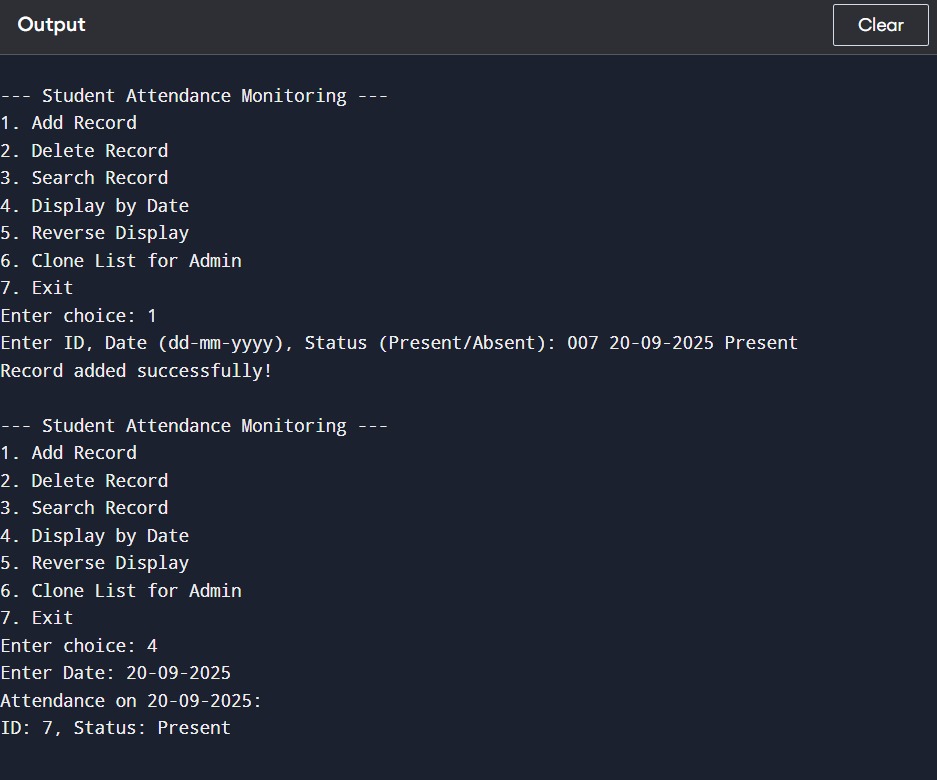 Output
Clear
--- Student Attendance Monitoring ---
1. Add Record
2. Delete Record
3. Search Record
4. Display by Date
5. Reverse Display
6. Clone List for Admin
7. Exit
Enter choice: 1
Enter ID, Date (dd-mm-yyyy), Status (Present/Absent): 007 20-09-2025 Present
Record added successfully!
--- Student Attendance Monitoring ---
1. Add Record
2. Delete Record
3. Search Record
4. Display by Date
5. Reverse Display
6. Clone List for Admin
7. Exit
Enter choice: 4
Enter Date: 20-09-2025
Attendance on 20-09-2025:
ID: 7, Status: Present